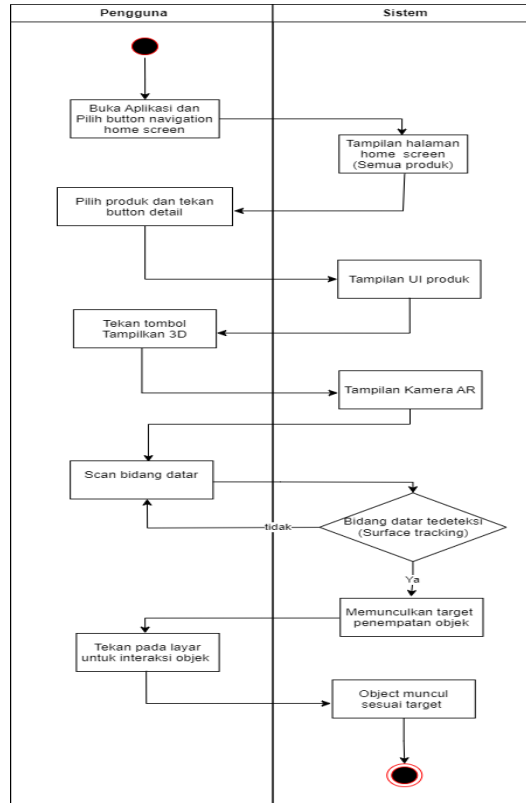 Pengguna
Sistem
Buka Aplikasi dan
Pilih button navigation
home screen
Tampilan halaman
home screen
(Semua produk)
Pilih produk dan tekan
button detail
Tampilan UI produk
Tekan tombol
Tampilkan 3D
Tampilan Kamera AR
Scan bidang datar
Bidang datar tedeteksi
(Surface tracking)
tidak
Ya
Memunculkan target
penempatan objek
Tekan pada layar
untuk interaksi objek
Object muncul
sesuai target